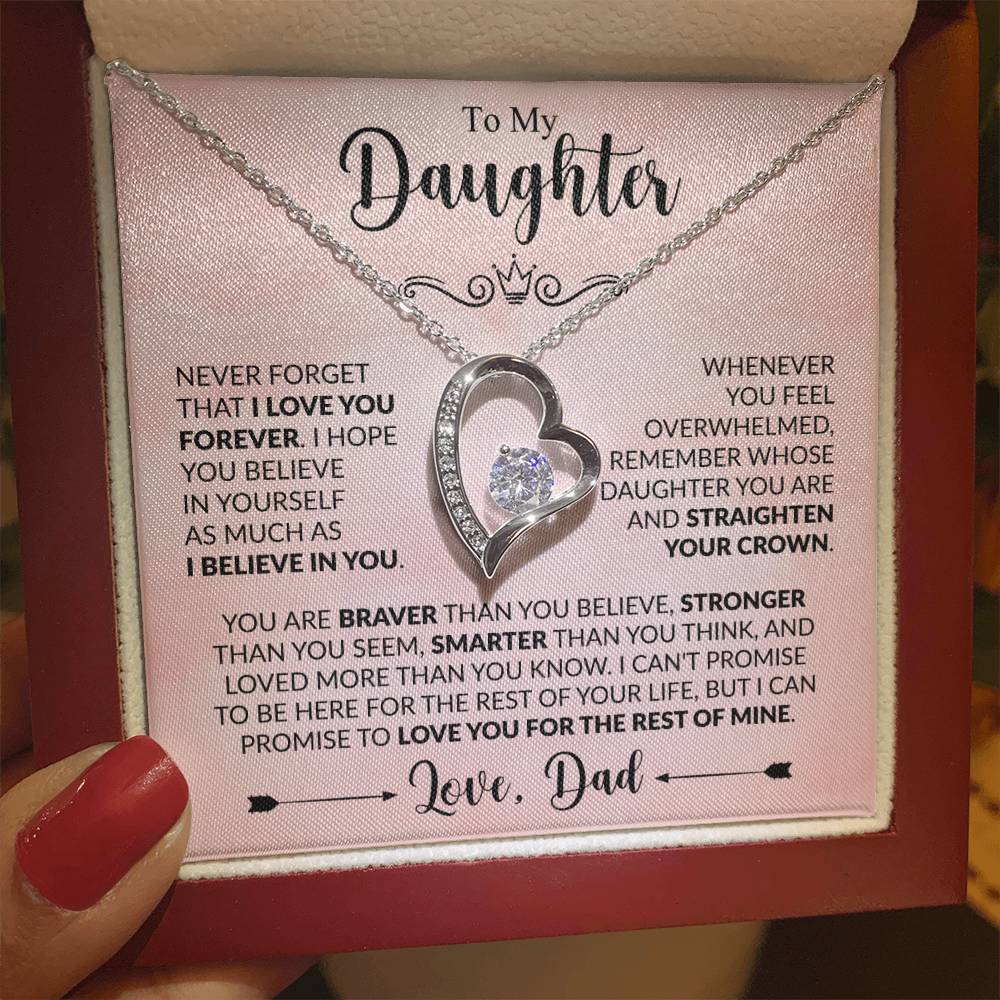 To My
Daughter
NEVER FORGET
THAT I LOVE YOU
FOREVER. I HOPE
YOU BELIEVE
IN YOURSELF
AS MUCH AS
I BELIEVE IN YOU.
WHENEVER
YOU FEEL
OVERWHELMED,
REMEMBER WHOSE
DAUGHTER YOU ARE
AND STRAIGHTEN
YOUR CROWN.
YOU ARE BRAVER THAN YOU BELIEVE, STRONGER
THAN YOU SEEM, SMARTER THAN YOU THINK, AND
LOVED MORE THAN YOU KNOW. I CAN'T PROMISE
TO BE HERE FOR THE REST OF YOUR LIFE, BUT I CAN
PROMISE TO LOVE YOU FOR THE REST OF MINE.
Love, Dad